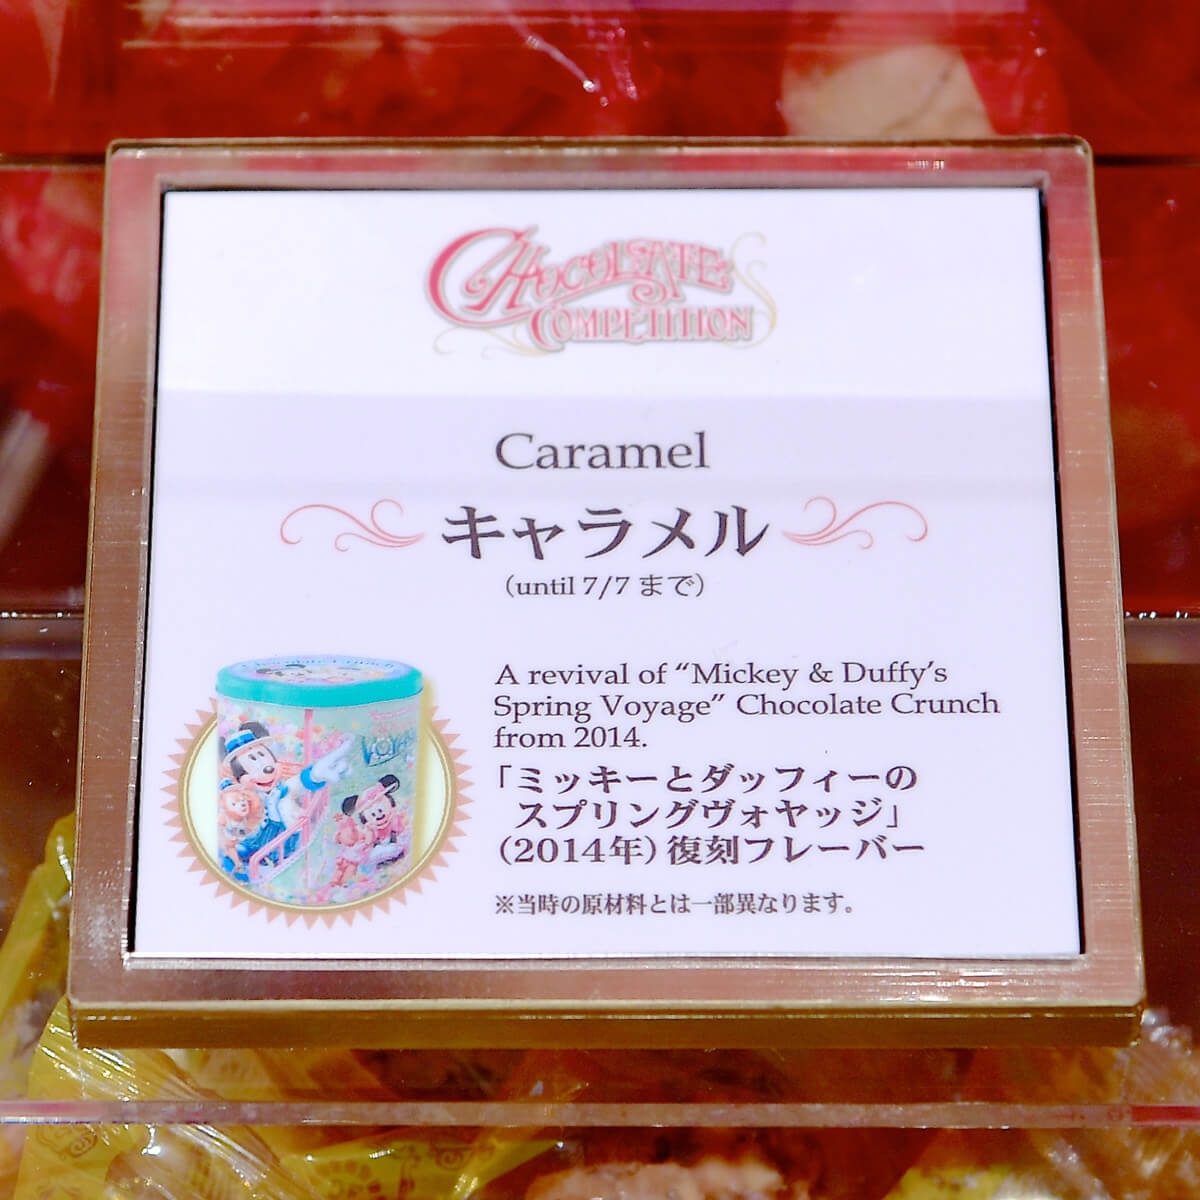 CHOCOLATE
COMPETITION
Caramel
キャラメル
(until 7/7 まで)
A revival of “Mickey & Duffy’s
Spring Voyage” Chocolate Crunch
from 2014.
「ミッキーとダッフィーの
スプリングヴォヤッジ」
(2014年) 復刻フレーバー
※当時の原材料とは一部異なります。
Chocolate Crunch